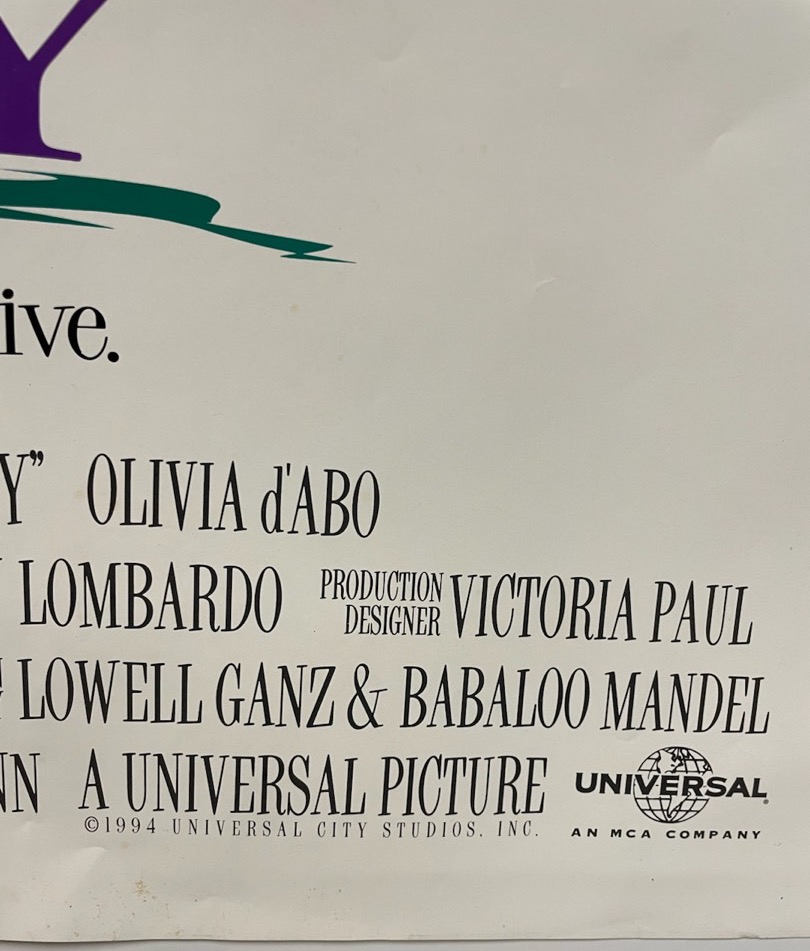 Y
ive.
Y” OLIVIA d'ABO
LOMBARDO PRODUCTION DESIGNER VICTORIA PAUL
LOWELL GANZ & BABALOO MANDEL
NN A UNIVERSAL PICTURE
©1994 UNIVERSAL CITY STUDIOS, INC.
UNIVERSAL
AN MCA COMPANY